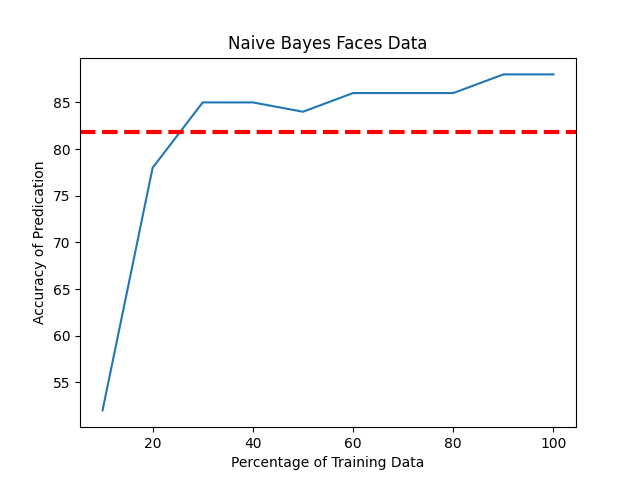 Naive Bayes Faces Data
Accuracy of Predication
85
80
75
70
65
60
55
20 40 60 80 100
Percentage of Training Data